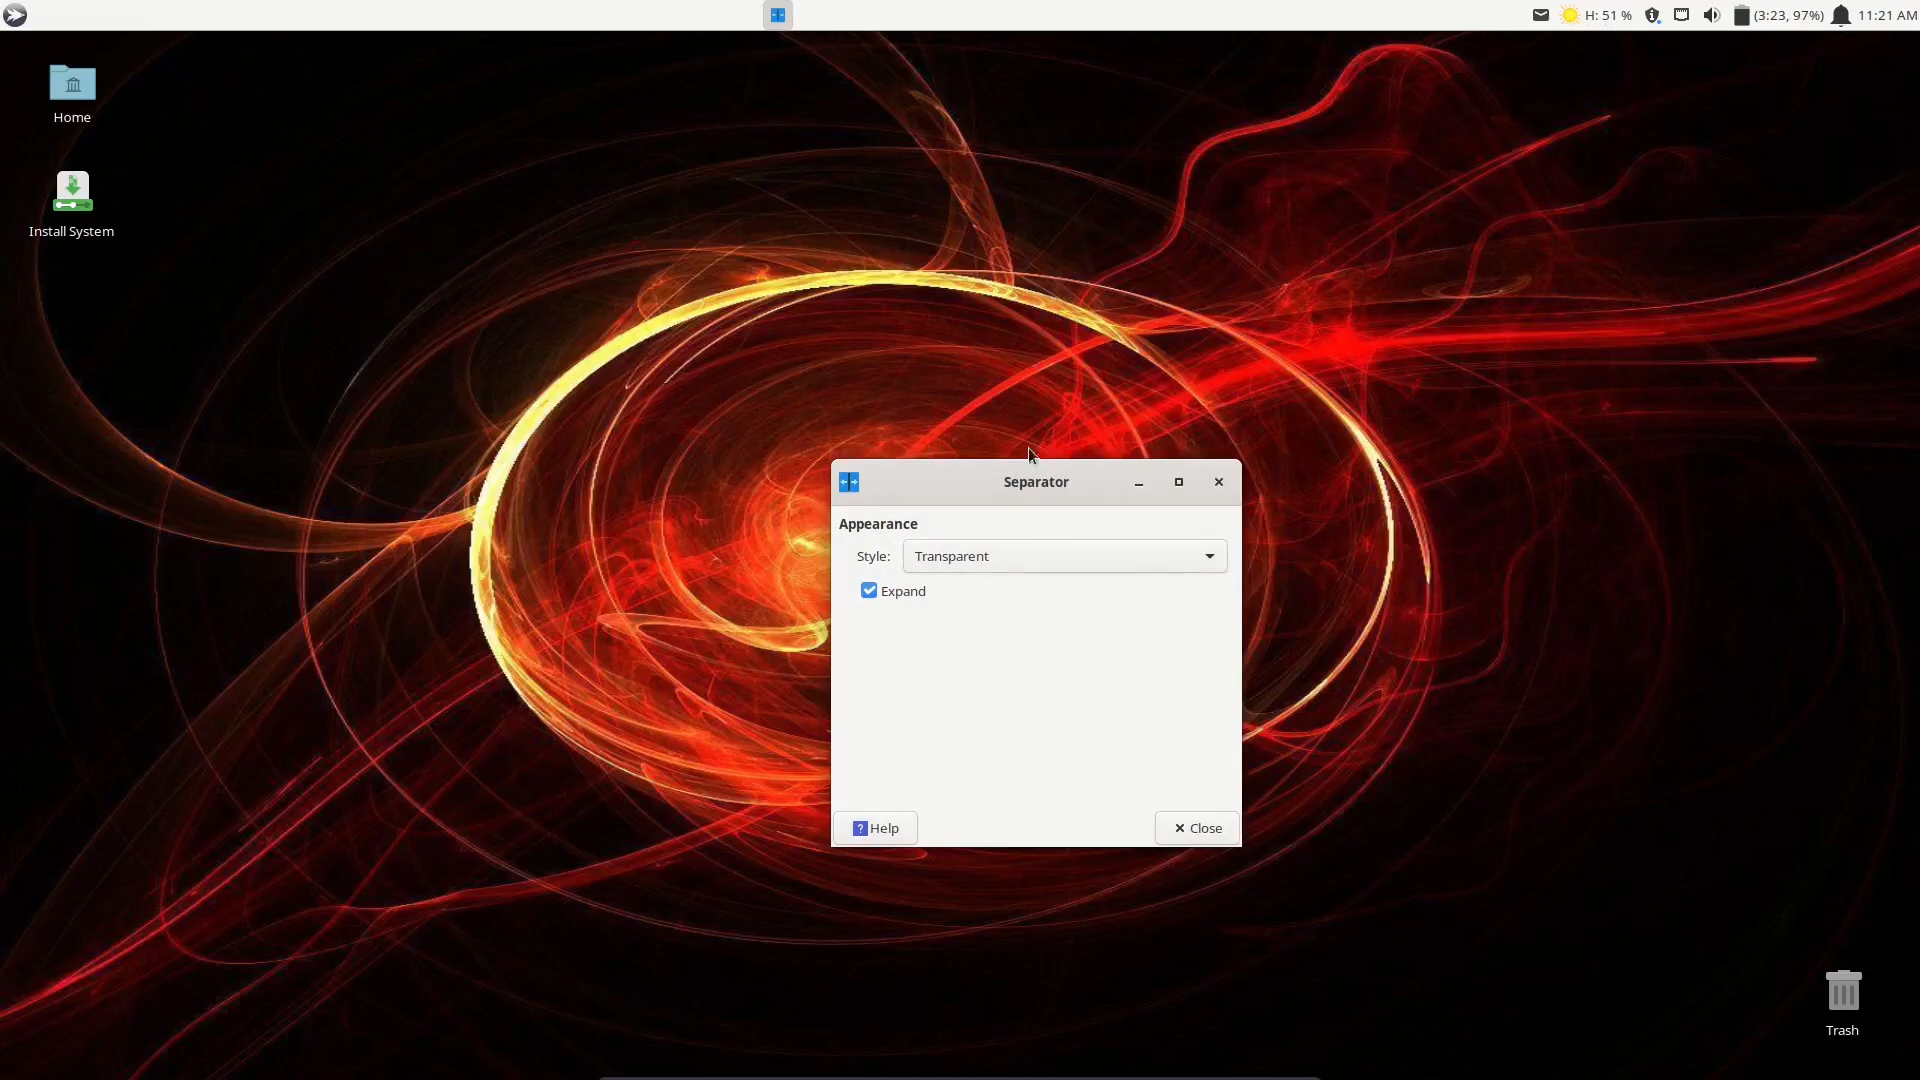 H: 51 %
(3:23, 97%)
11:21 AM
Home
Install System
Separator
Appearance
Style:
Transparent
Expand
? Help
Close
Trash